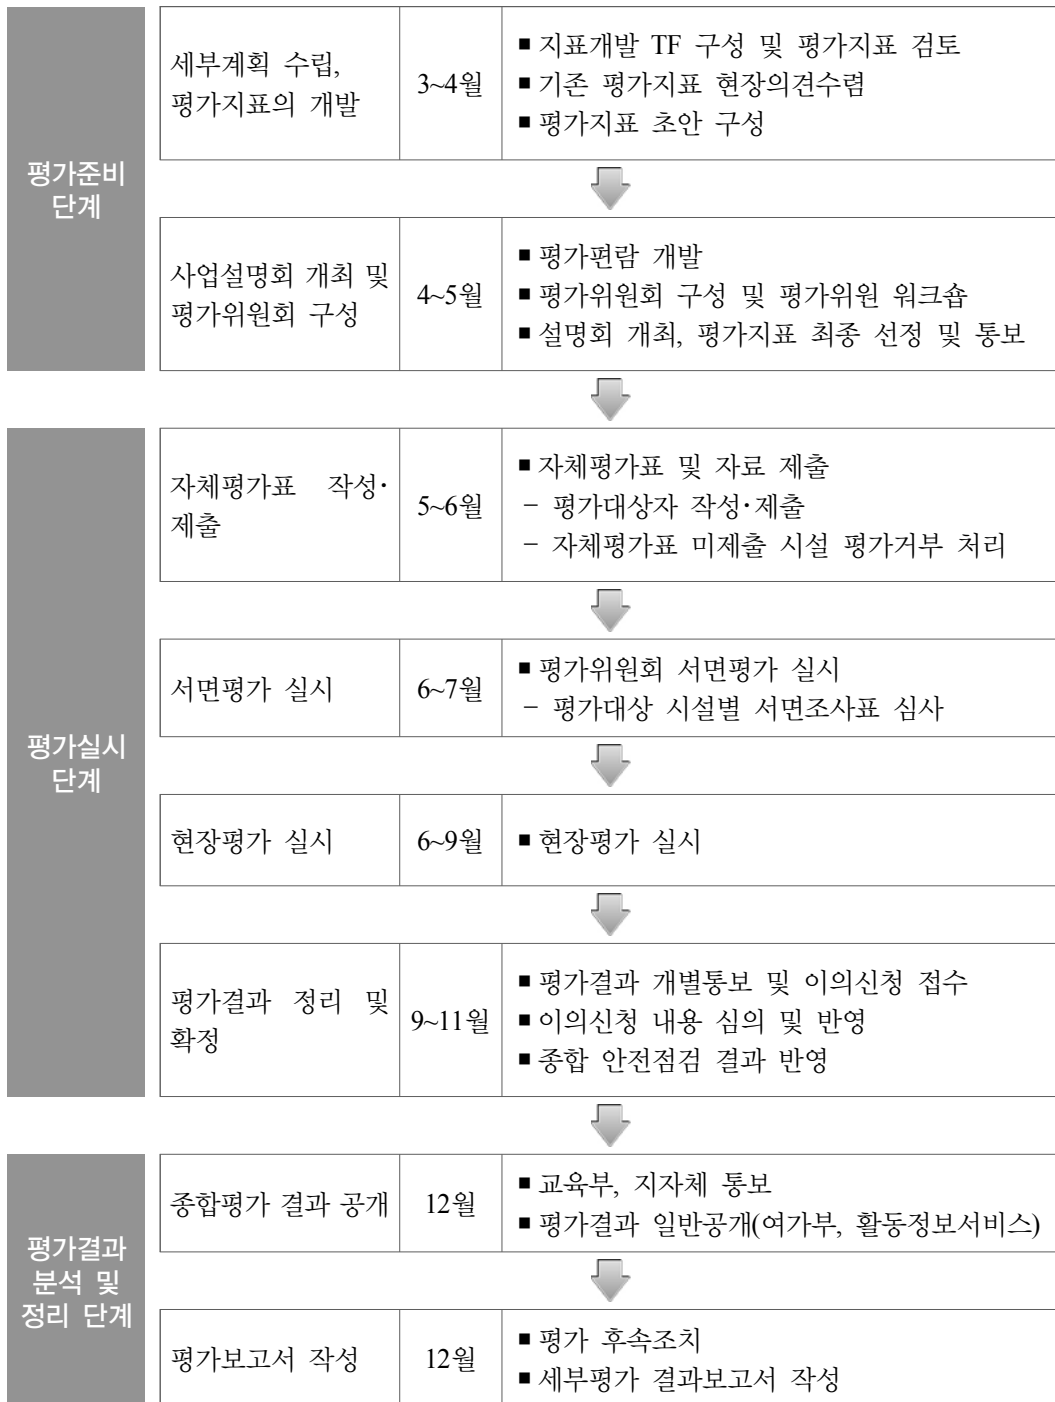 평가준비
단계
세부계획 수립,
평가지표의 개발
3~4월
■ 지표개발 TF 구성 및 평가지표 검토
■ 기존 평가지표 현장의견수렴
■ 평가지표 초안 구성
사업설명회 개최 및
평가위원회 구성
4~5월
■ 평가편람 개발
■ 평가위원회 구성 및 평가위원 워크숍
■ 설명회 개최, 평가지표 최종 선정 및 통보
평가실시
단계
자체평가표 작성·
제출
5~6월
■ 자체평가표 및 자료 제출
- 평가대상자 작성·제출
- 자체평가표 미제출 시설 평가거부 처리
서면평가 실시
6~7월
■ 평가위원회 서면평가 실시
- 평가대상 시설별 서면조사표 심사
현장평가 실시
6~9월
■ 현장평가 실시
평가결과 정리 및
확정
9~11월
■ 평가결과 개별통보 및 이의신청 접수
■ 이의신청 내용 심의 및 반영
■ 종합 안전점검 결과 반영
평가결과
분석 및
정리 단계
종합평가 결과 공개
12월
■ 교육부, 지자체 통보
■ 평가결과 일반공개(여가부, 활동정보서비스)
평가보고서 작성
12월
■ 평가 후속조치
■ 세부평가 결과보고서 작성